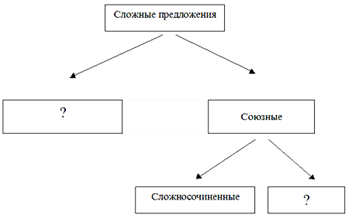 Сложные предложения
?
Союзные
Сложносочиненные
?